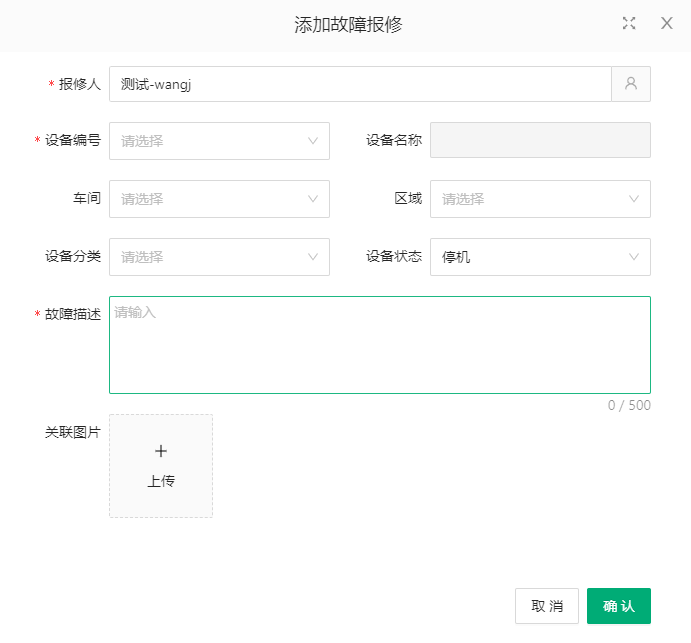 添加故障报修
* 报修人 测试-wangj
* 设备编号 请选择 设备名称
车间 请选择 区域 请选择
设备分类 请选择 设备状态 停机
* 故障描述 请输入
0 / 500
关联图片
上传
取消 确认